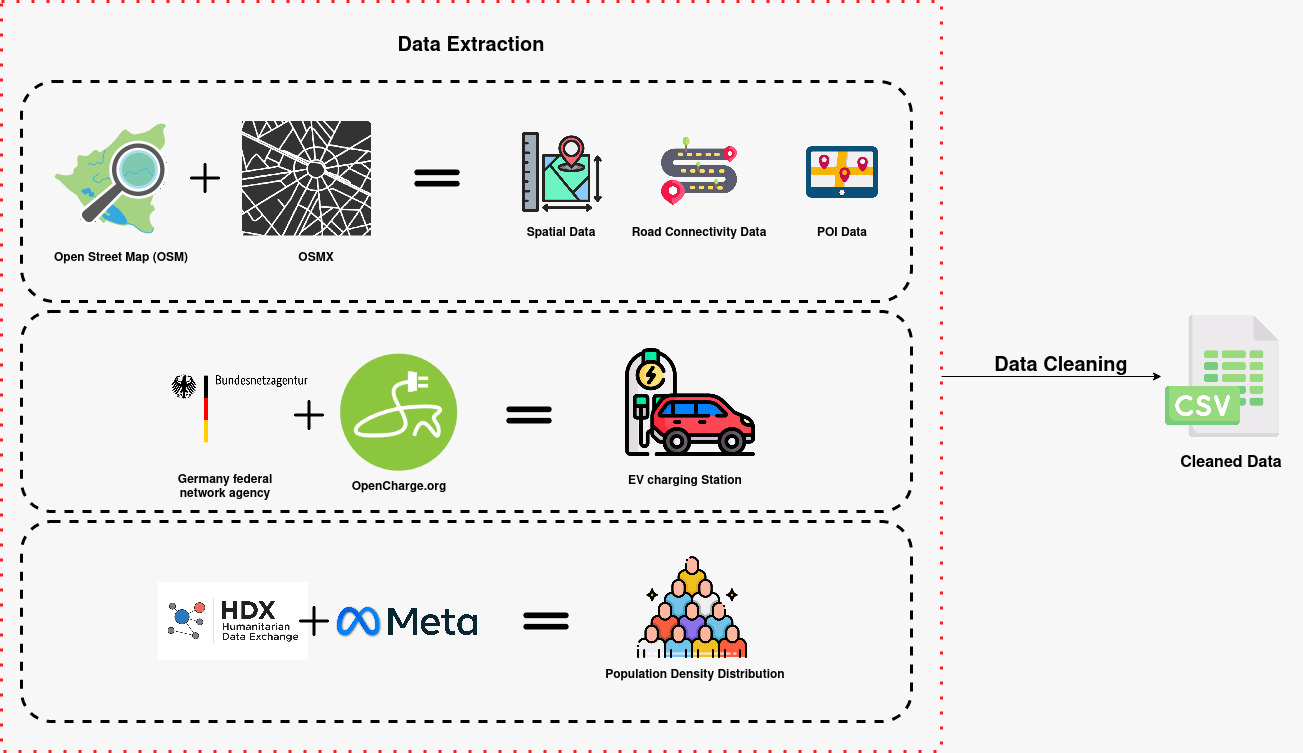 Data Extraction
Open Street Map (OSM)
OSMX
Spatial Data
Road Connectivity Data
POI Data
Bundesnetzagentur
Germany federal
network agency
OpenCharge.org
EV charging Station
HDX
Humanitarian
Data Exchange
Meta
Population Density Distribution
Data Cleaning
CSV
Cleaned Data